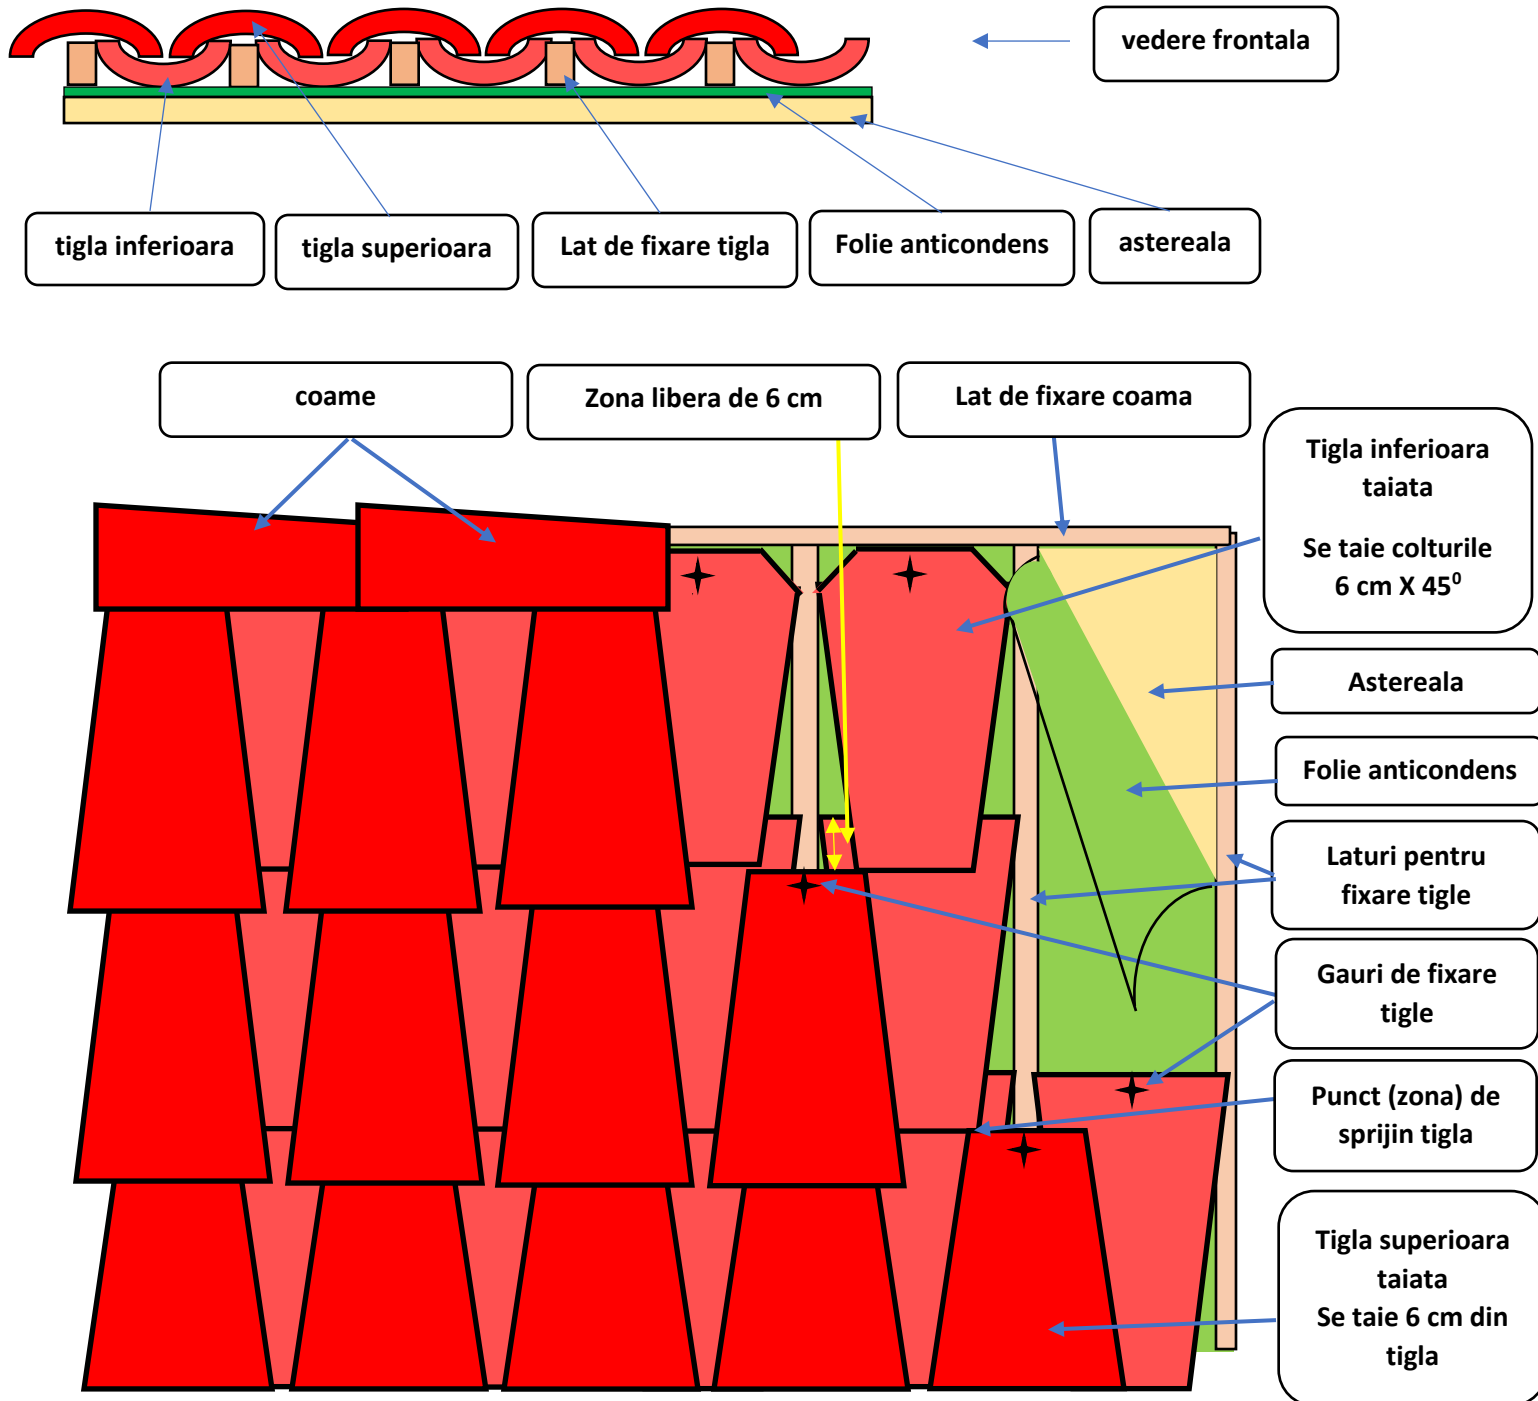 vedere frontala
tigla inferioara
tigla superioara
Lat de fixare tigla
Folie anticondens
astereala
coame
Zona libera de 6 cm
Lat de fixare coama
Tigla inferioara
taiata
Se taie colturile
6 cm X 45⁰
Astereala
Folie anticondens
Laturi pentru
fixare tigle
Gauri de fixare
tigle
Punct (zona) de
sprijin tigla
Tigla superioara
taiata
Se taie 6 cm din
tigla